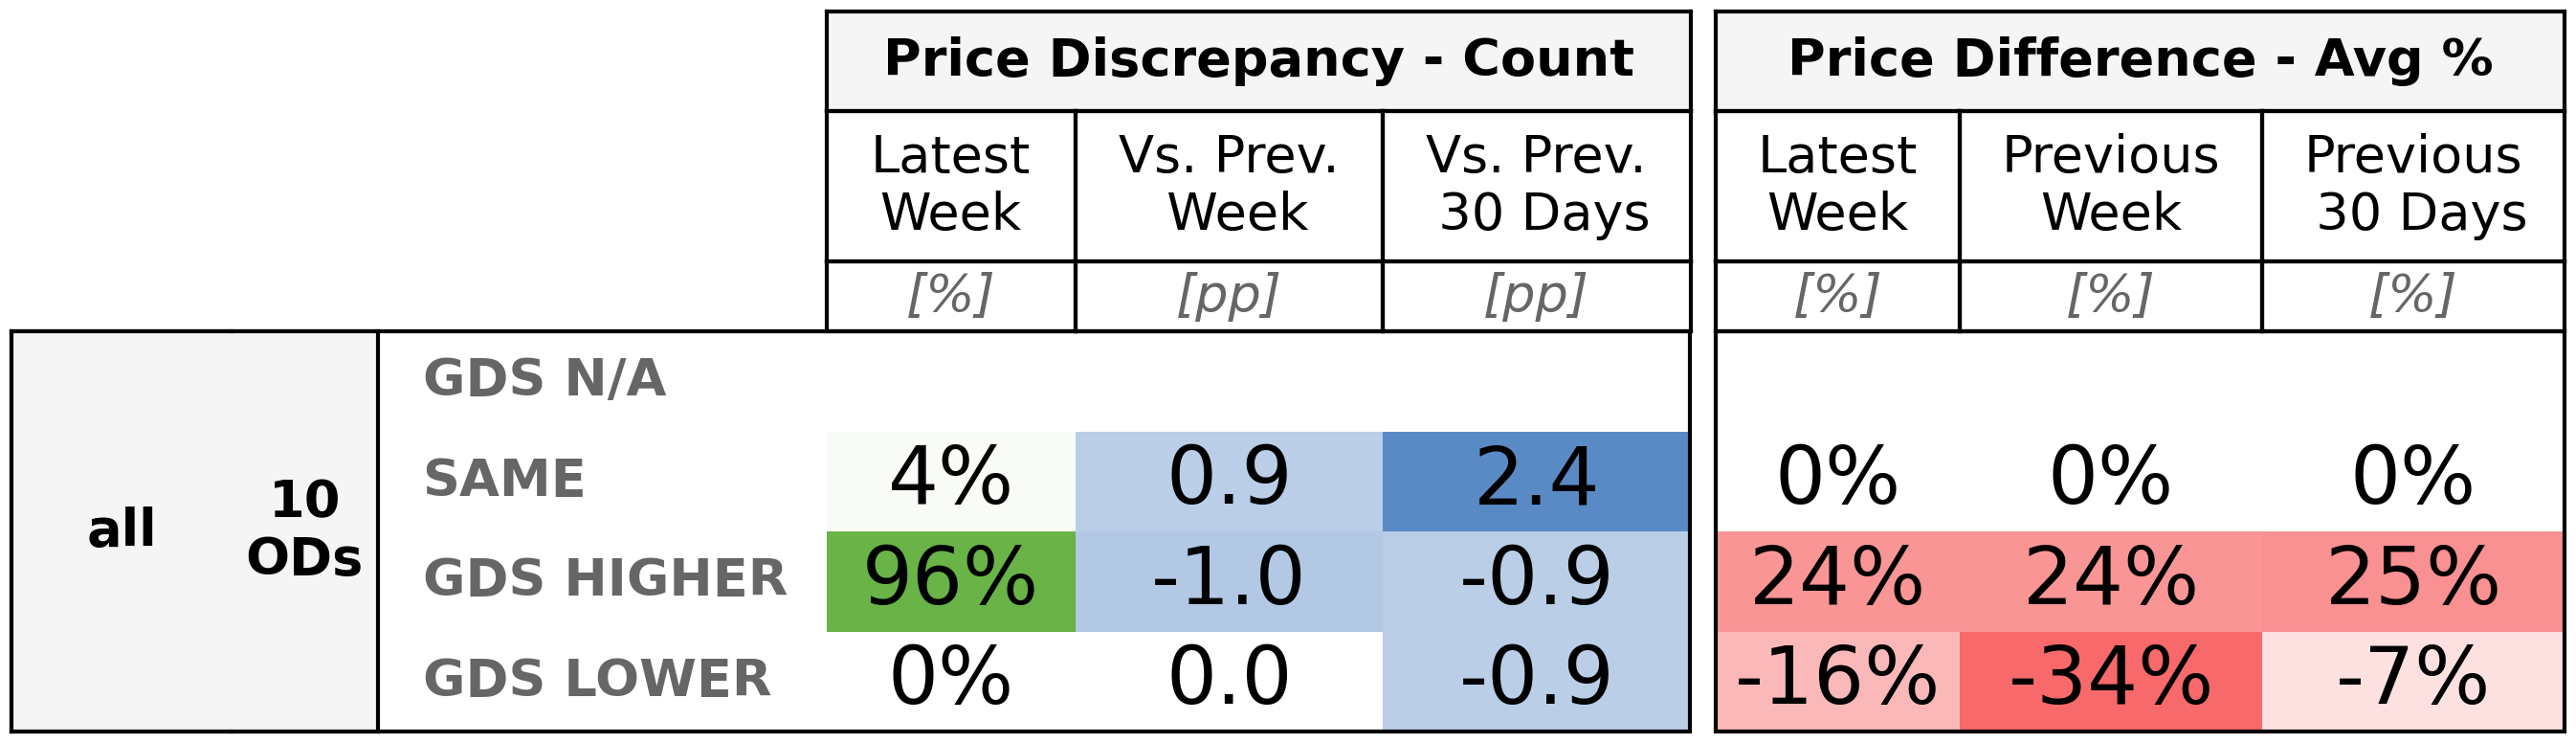 Price Discrepancy - Count Price Difference - Avg %
Latest Week Vs. Prev. Week Vs. Prev. 30 Days Latest Week Previous Week Previous 30 Days
[%] [pp] [pp] [%] [%] [%]
all 10 ODs
GDS N/A
SAME 4% 0.9 2.4 0% 0% 0%
GDS HIGHER 96% -1.0 -0.9 24% 24% 25%
GDS LOWER 0% 0.0 -0.9 -16% -34% -7%